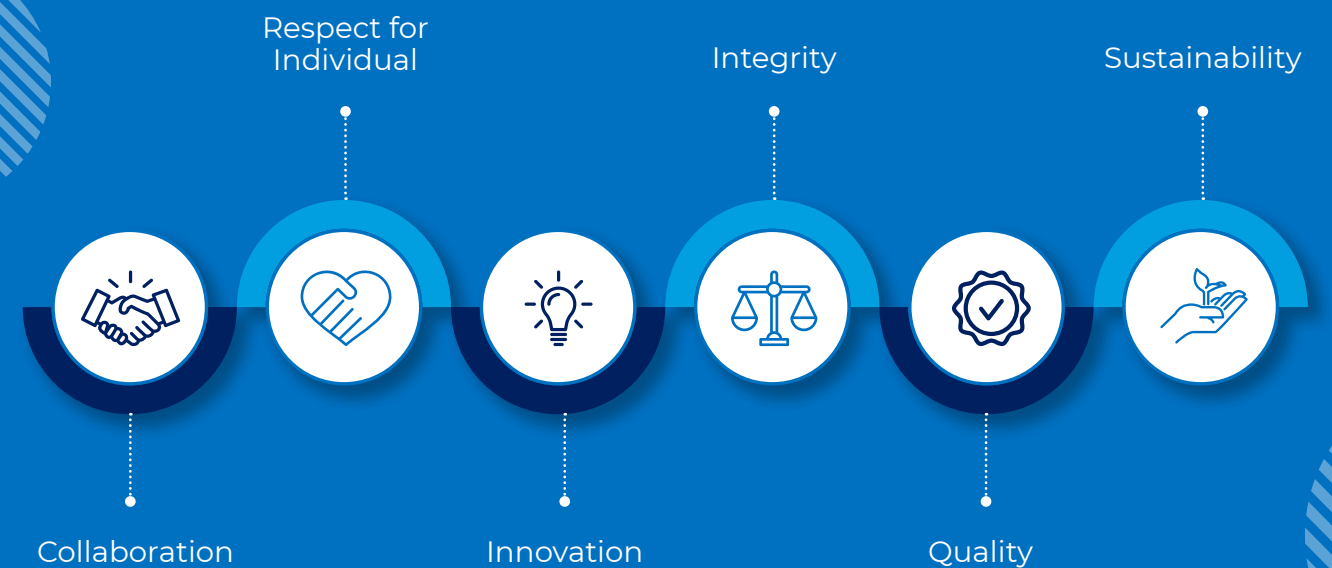 Respect for
Individual
Integrity
Sustainability
Collaboration
Innovation
Quality